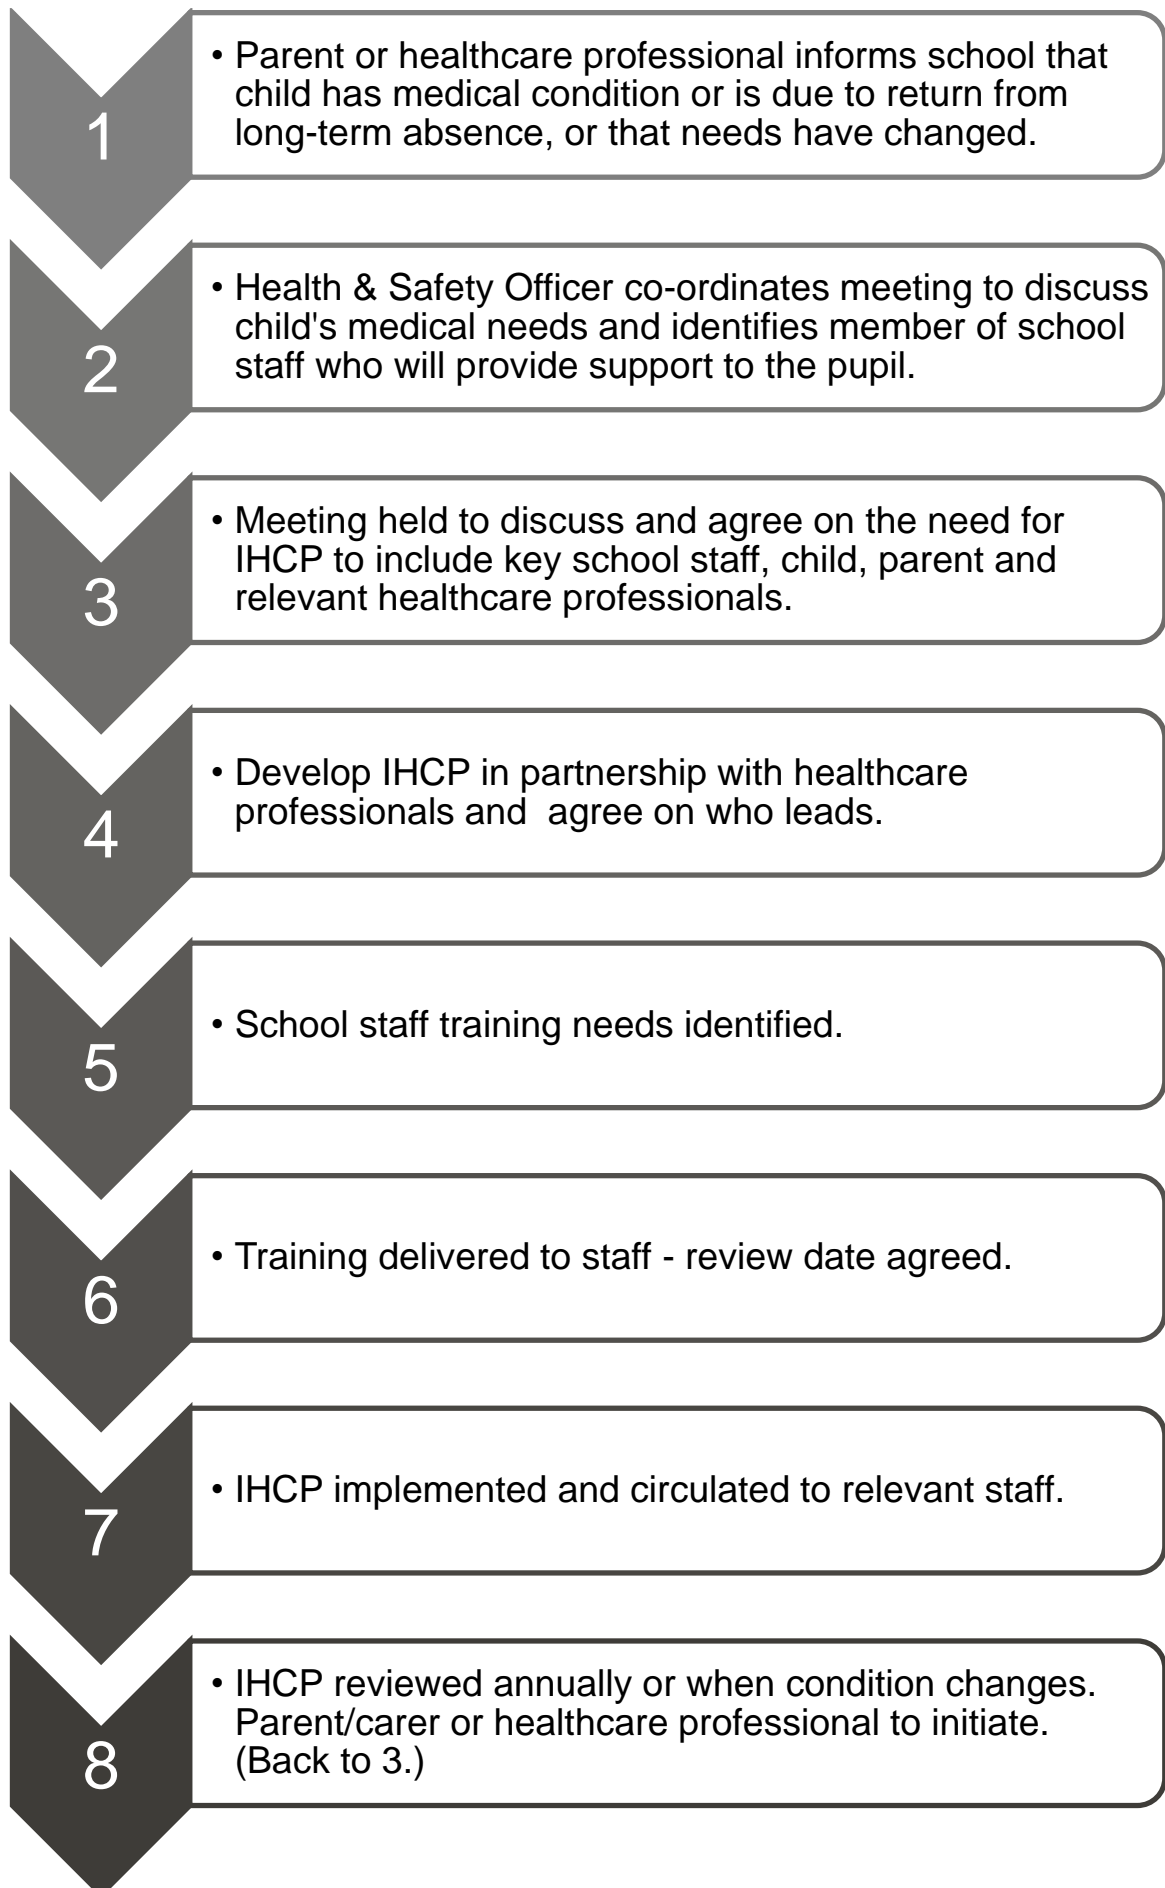 1
• Parent or healthcare professional informs school that
child has medical condition or is due to return from
long-term absence, or that needs have changed.
2
• Health & Safety Officer co-ordinates meeting to discuss
child's medical needs and identifies member of school
staff who will provide support to the pupil.
3
• Meeting held to discuss and agree on the need for
IHCP to include key school staff, child, parent and
relevant healthcare professionals.
4
• Develop IHCP in partnership with healthcare
professionals and  agree on who leads.
5
• School staff training needs identified.
6
• Training delivered to staff - review date agreed.
7
• IHCP implemented and circulated to relevant staff.
8
• IHCP reviewed annually or when condition changes.
Parent/carer or healthcare professional to initiate.
(Back to 3.)